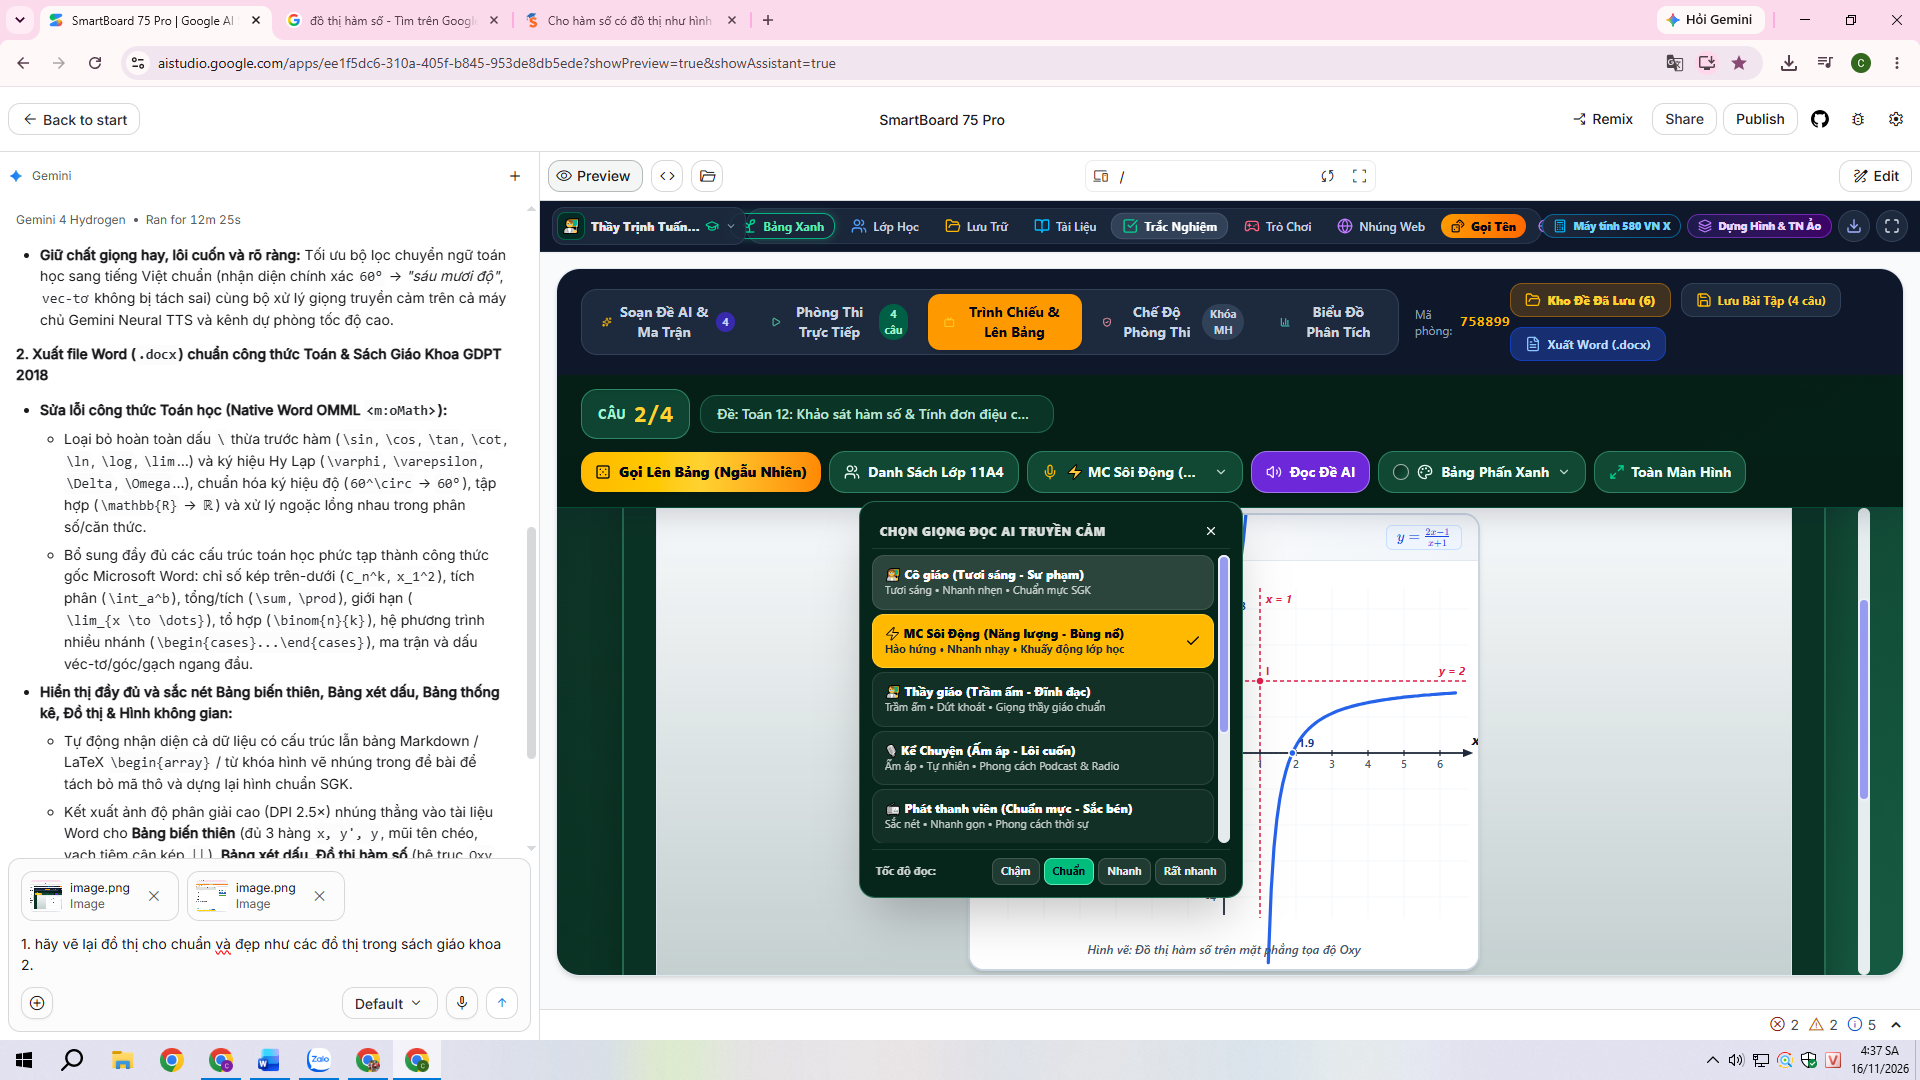 SmartBoard 75 Pro | Google AI
đồ thị hàm số - Tìm trên Google
Cho hàm số có đồ thị như hình
Hỏi Gemini
aistudio.google.com/apps/ee1f5dc6-310a-405f-b845-953de8db5ede?showPreview=true&showAssistant=true
C
Back to start
SmartBoard 75 Pro
Remix
Share
Publish
Gemini
Preview
/
Edit
Gemini 4 Hydrogen • Ran for 12m 25s
• Giữ chất giọng hay, lôi cuốn và rõ ràng: Tối ưu bộ lọc chuyển ngữ toán
học sang tiếng Việt chuẩn (nhận diện chính xác 60º → "sáu mươi độ",
vec-tơ không bị tách sai) cùng bộ xử lý giọng truyền cảm trên cả máy
chủ Gemini Neural TTS và kênh dự phòng tốc độ cao.
2. Xuất file Word (.docx) chuẩn công thức Toán & Sách Giáo Khoa GDPT
2018
• Sửa lỗi công thức Toán học (Native Word OMML <m:oMath>):
Loại bỏ hoàn toàn dấu \ thừa trước hàm (\sin, \cos, \tan, \cot,
\ln, \log, \lim…) và ký hiệu Hy Lạp (\varphi, \varepsilon,
\Delta, \Omega…), chuẩn hóa ký hiệu độ (60^\circ → 60º), tập
hợp (\mathbb{R} → ℝ) và xử lý ngoặc lồng nhau trong phân
số/căn thức.
Bổ sung đầy đủ các cấu trúc toán học phức tạp thành công thức
gốc Microsoft Word: chỉ số kép trên-dưới (C_n^k, x_1^2), tích
phân (\int_a^b), tổng/tích (\sum, \prod), giới hạn (
\lim_{x \to \dots}), tổ hợp (\binom{n}{k}), hệ phương trình
nhiều nhánh (\begin{cases}...\end{cases}), ma trận và dấu
véc-tơ/góc/gạch ngang đầu.
• Hiển thị đầy đủ và sắc nét Bảng biến thiên, Bảng xét dấu, Bảng thống
kê, Đồ thị & Hình không gian:
Tự động nhận diện cả dữ liệu có cấu trúc lẫn bảng Markdown /
LaTeX \begin{array} / từ khóa hình vẽ nhúng trong đề bài để
tách bỏ mã thô và dựng lại hình chuẩn SGK.
Kết xuất ảnh độ phân giải cao (DPI 2.5×) nhúng thẳng vào tài liệu
Word cho Bảng biến thiên (đủ 3 hàng x, y', y, mũi tên chéo,
vạch tiệm cận kép ||), Bảng xét dấu, Đồ thị hàm số (hệ trục Oxy
image.png
Image
image.png
Image
1. hãy vẽ lại đồ thị cho chuẩn và đẹp như các đồ thị trong sách giáo khoa
2.
Default
Thầy Trịnh Tuấn...
Bảng Xanh
Lớp Học
Lưu Trữ
Tài Liệu
Trắc Nghiệm
Trò Chơi
Nhúng Web
Gọi Tên
Máy tính 580 VN X
Dựng Hình & TN Ảo
Soạn Đề AI &
Ma Trận
4
Phòng Thi
Trực Tiếp
4
câu
Trình Chiếu &
Lên Bảng
Chế Độ
Phòng Thi
Khóa
MH
Biểu Đồ
Phân Tích
Mã
phòng:
758899
Kho Đề Đã Lưu (6)
Lưu Bài Tập (4 câu)
Xuất Word (.docx)
CÂU 2/4
Đề: Toán 12: Khảo sát hàm số & Tính đơn điệu c...
Gọi Lên Bảng (Ngẫu Nhiên)
Danh Sách Lớp 11A4
MC Sôi Động (...
Đọc Đề AI
Bảng Phấn Xanh
Toàn Màn Hình
CHỌN GIỌNG ĐỌC AI TRUYỀN CẢM
Cô giáo (Tươi sáng - Sư phạm)
Tươi sáng • Nhanh nhẹn • Chuẩn mực SGK
MC Sôi Động (Năng lượng - Bùng nổ)
Hào hứng • Nhanh nhạy • Khuấy động lớp học
Thầy giáo (Trầm ấm - Đĩnh đạc)
Trầm ấm • Dứt khoát • Giọng thầy giáo chuẩn
Kể Chuyện (Ấm áp - Lôi cuốn)
Ấm áp • Tự nhiên • Phong cách Podcast & Radio
Phát thanh viên (Chuẩn mực - Sắc bén)
Sắc nét • Nhanh gọn • Phong cách thời sự
Tốc độ đọc:
Chậm
Chuẩn
Nhanh
Rất nhanh
y = 2x−1/x+1
x = 1
I
y = 2
1.9
x
1
2
3
4
5
6
-4
Hình vẽ: Đồ thị hàm số trên mặt phẳng tọa độ Oxy
2
2
5
Zalo
4:37 SA
16/11/2026